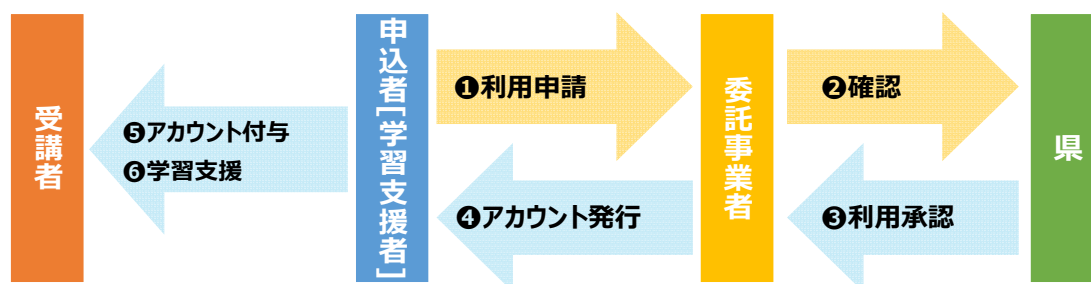 受講者
❺アカウント付与
❻学習支援
申込者[学習支援者]
❶利用申請
❹アカウント発行
委託事業者
❷確認
❸利用承認
県